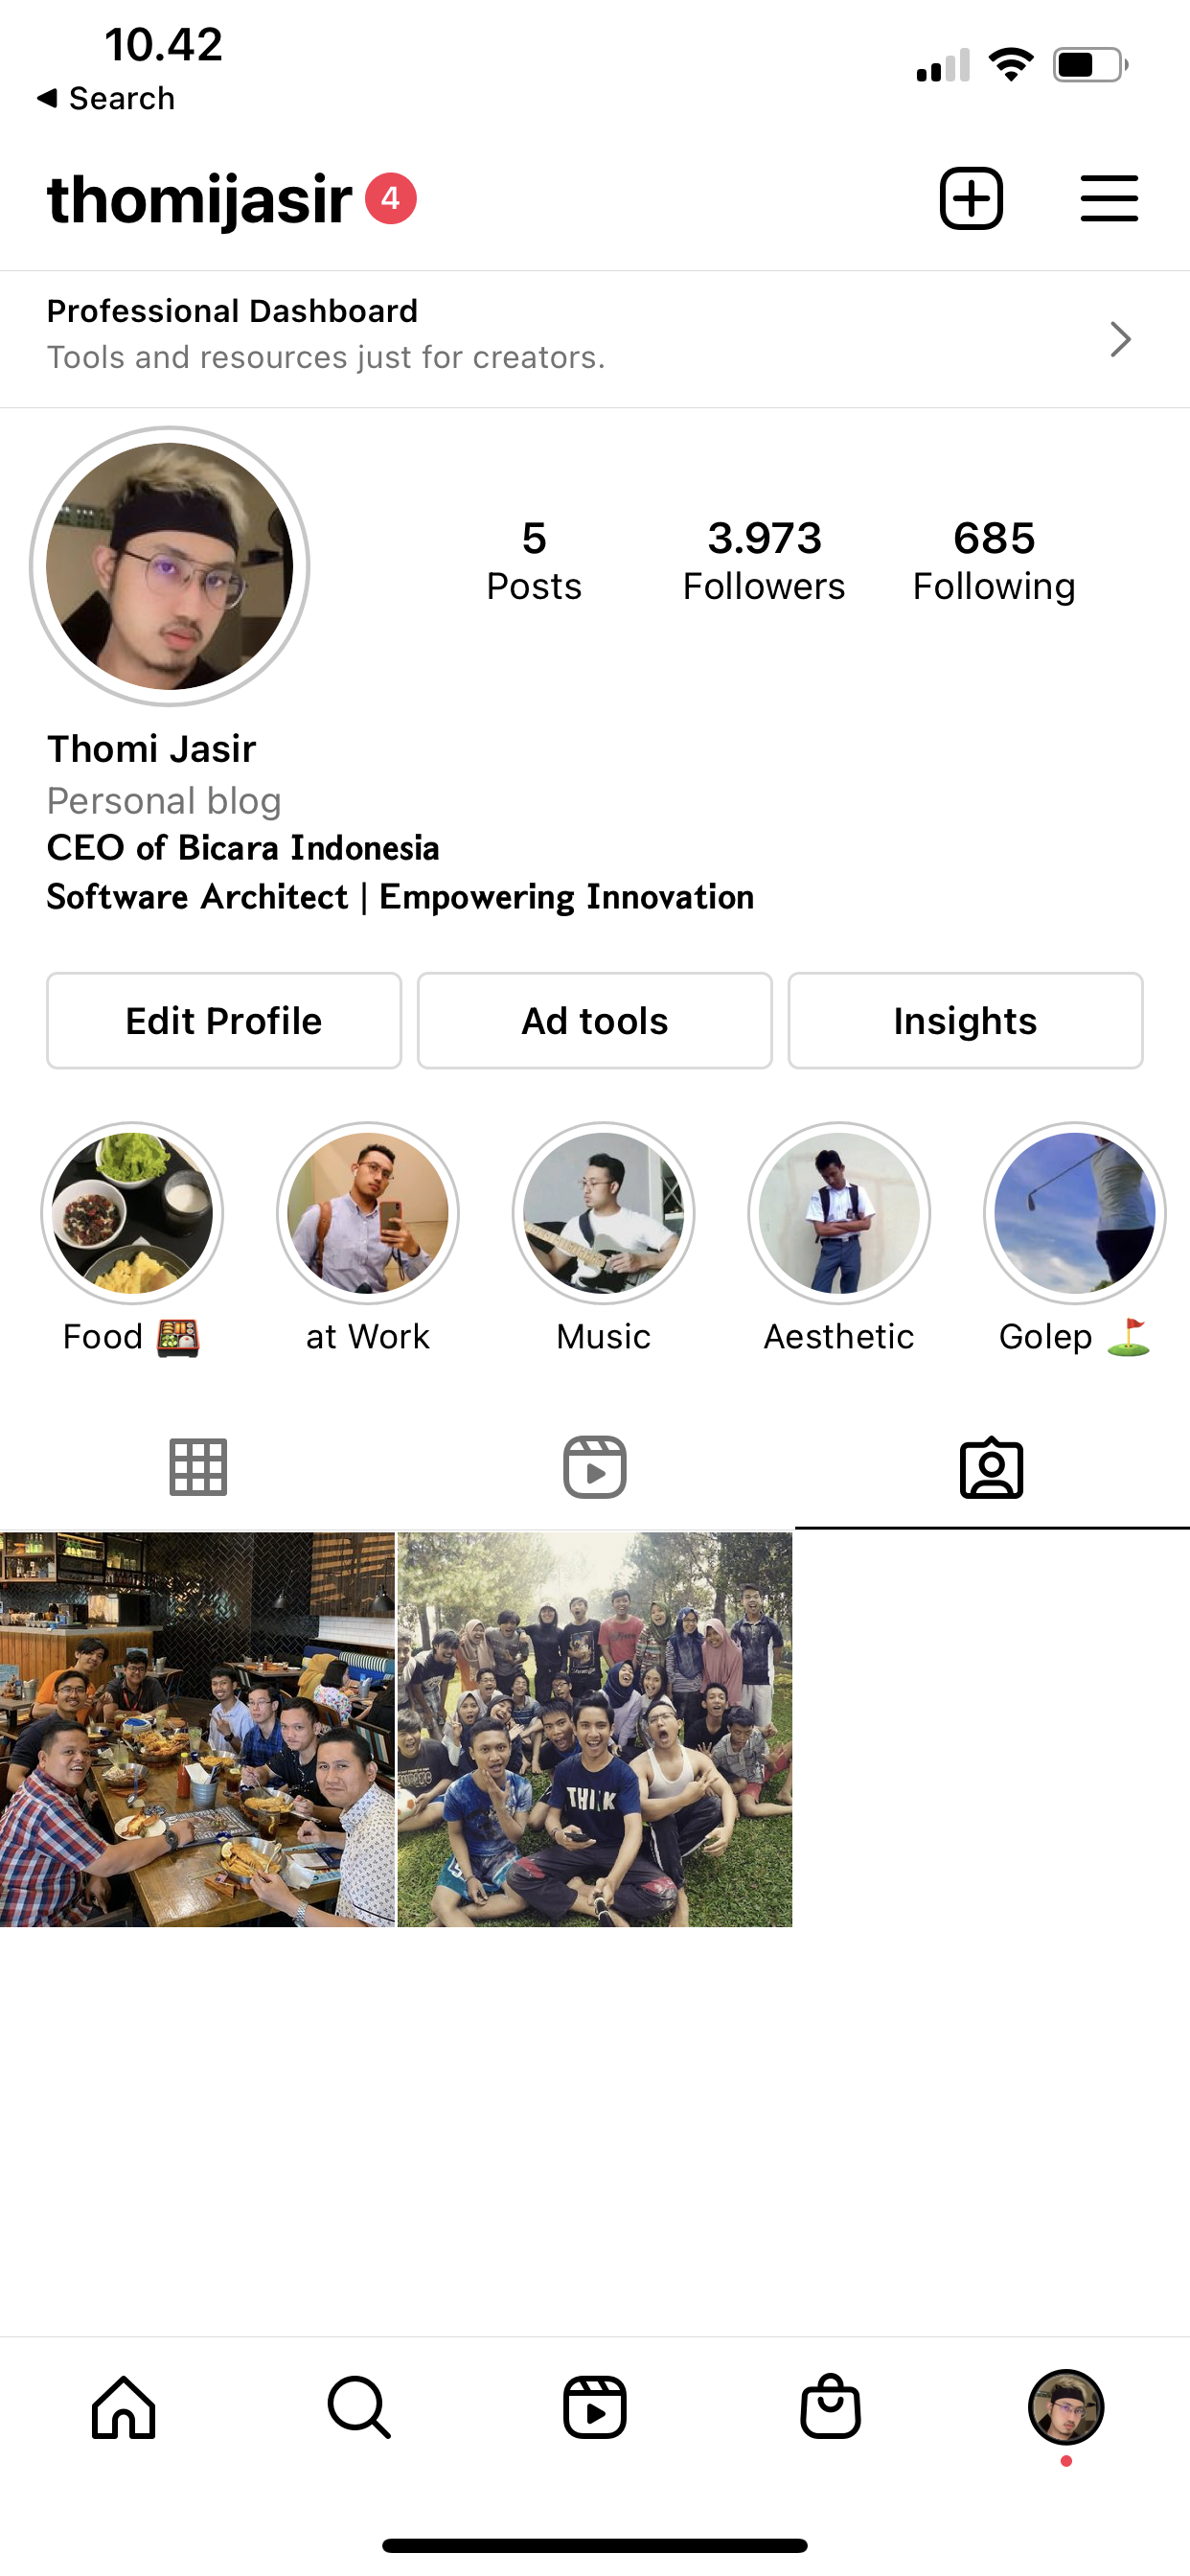 10.42
◀ Search
thomijasir 4
Professional Dashboard
Tools and resources just for creators.
5 3.973 685
Posts Followers Following
Thomi Jasir
Personal blog
CEO of Bicara Indonesia
Software Architect | Empowering Innovation
Edit Profile Ad tools Insights
Food 🍱 at Work Music Aesthetic Golep ⛳
THINK